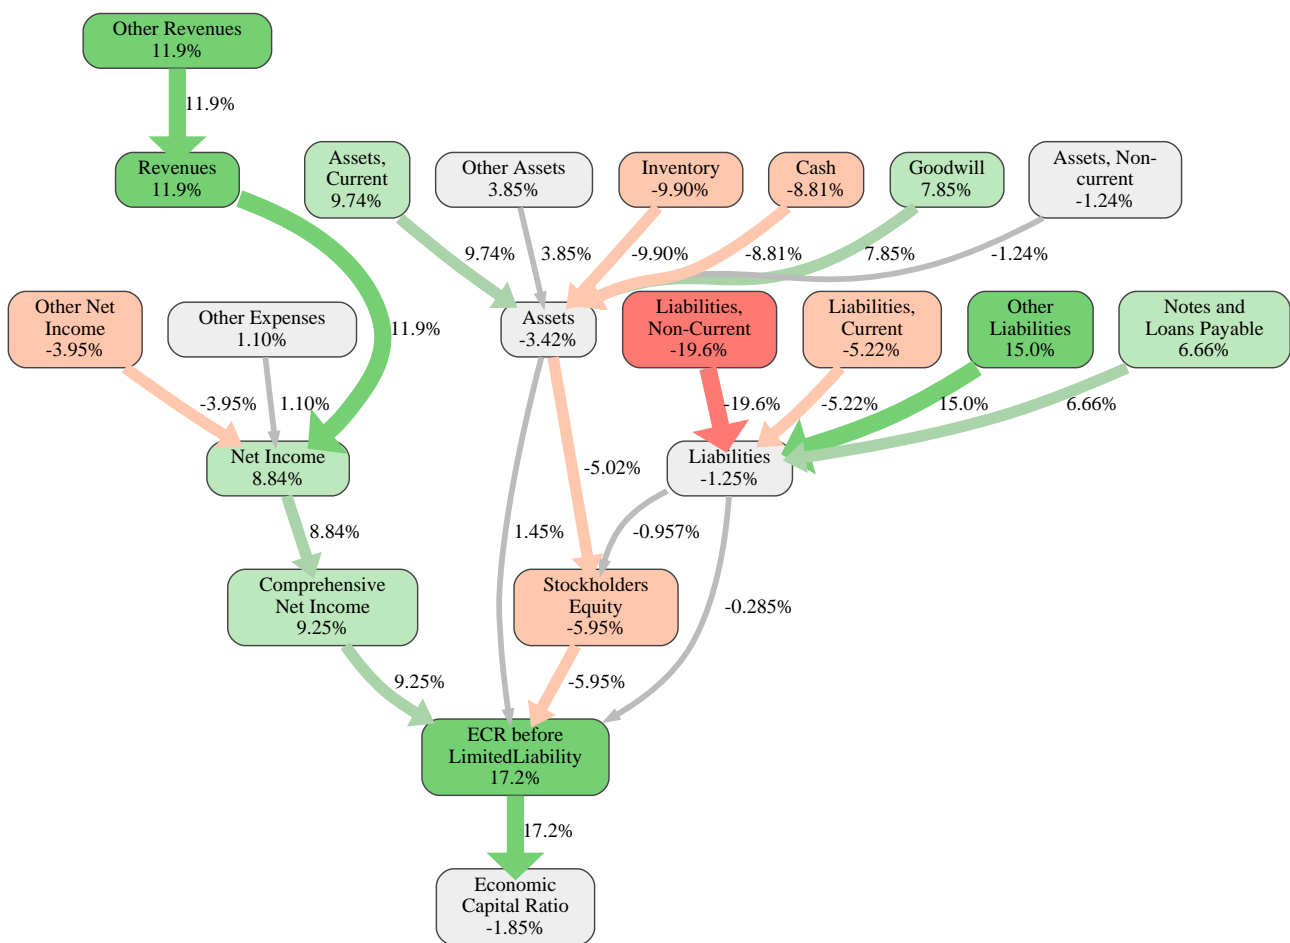 Other Revenues
11.9%
11.9%
Revenues
11.9%
Assets,
Current
9.74%
Other Assets
3.85%
Inventory
-9.90%
Cash
-8.81%
Goodwill
7.85%
Assets, Non-
current
-1.24%
9.74%
3.85%
-9.90%
-8.81%
7.85%
-1.24%
Other Net
Income
-3.95%
Other Expenses
1.10%
11.9%
Assets
-3.42%
Liabilities,
Non-Current
-19.6%
Liabilities,
Current
-5.22%
Other
Liabilities
15.0%
Notes and
Loans Payable
6.66%
-3.95%
1.10%
-19.6%
-5.22%
15.0%
6.66%
Net Income
8.84%
Liabilities
-1.25%
-5.02%
8.84%
1.45%
-0.957%
Comprehensive
Net Income
9.25%
Stockholders
Equity
-5.95%
-0.285%
9.25%
-5.95%
ECR before
LimitedLiability
17.2%
17.2%
Economic
Capital Ratio
-1.85%